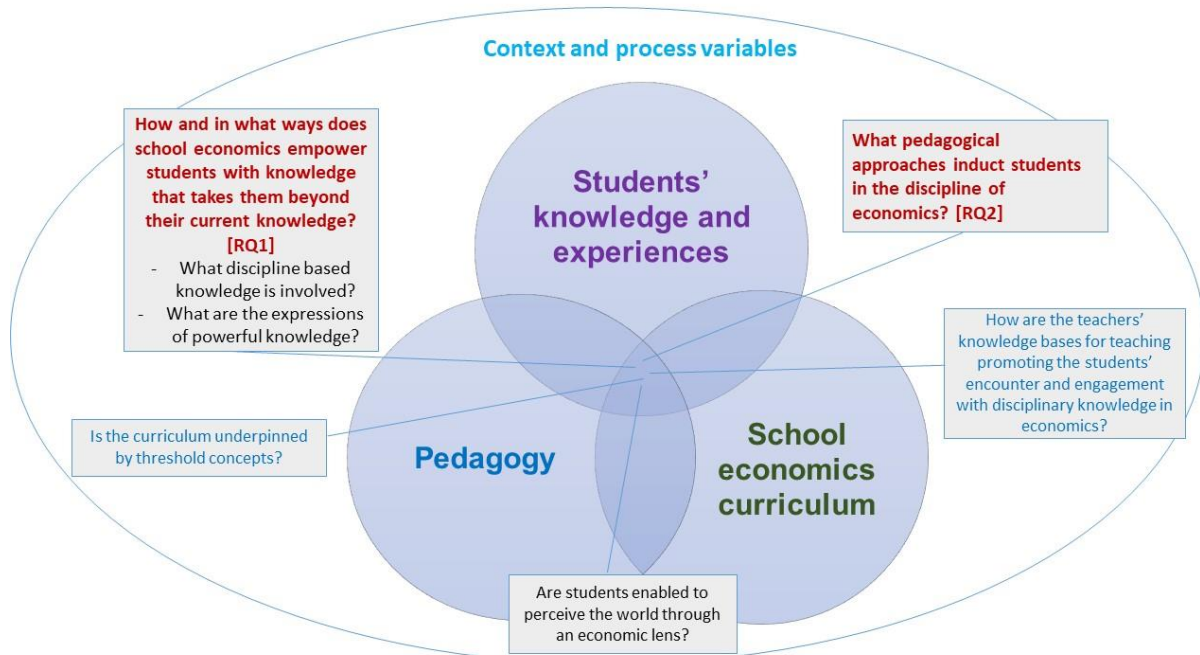 Context and process variables
How and in what ways does
school economics empower
students with knowledge
that takes them beyond
their current knowledge?
[RQ1]
- What discipline based
knowledge is involved?
- What are the expressions
of powerful knowledge?
What pedagogical
approaches induct students
in the discipline of
economics? [RQ2]
Students’
knowledge and
experiences
How are the teachers’
knowledge bases for teaching
promoting the students’
encounter and engagement
with disciplinary knowledge in
economics?
Is the curriculum underpinned
by threshold concepts?
Pedagogy
School
economics
curriculum
Are students enabled to
perceive the world through
an economic lens?